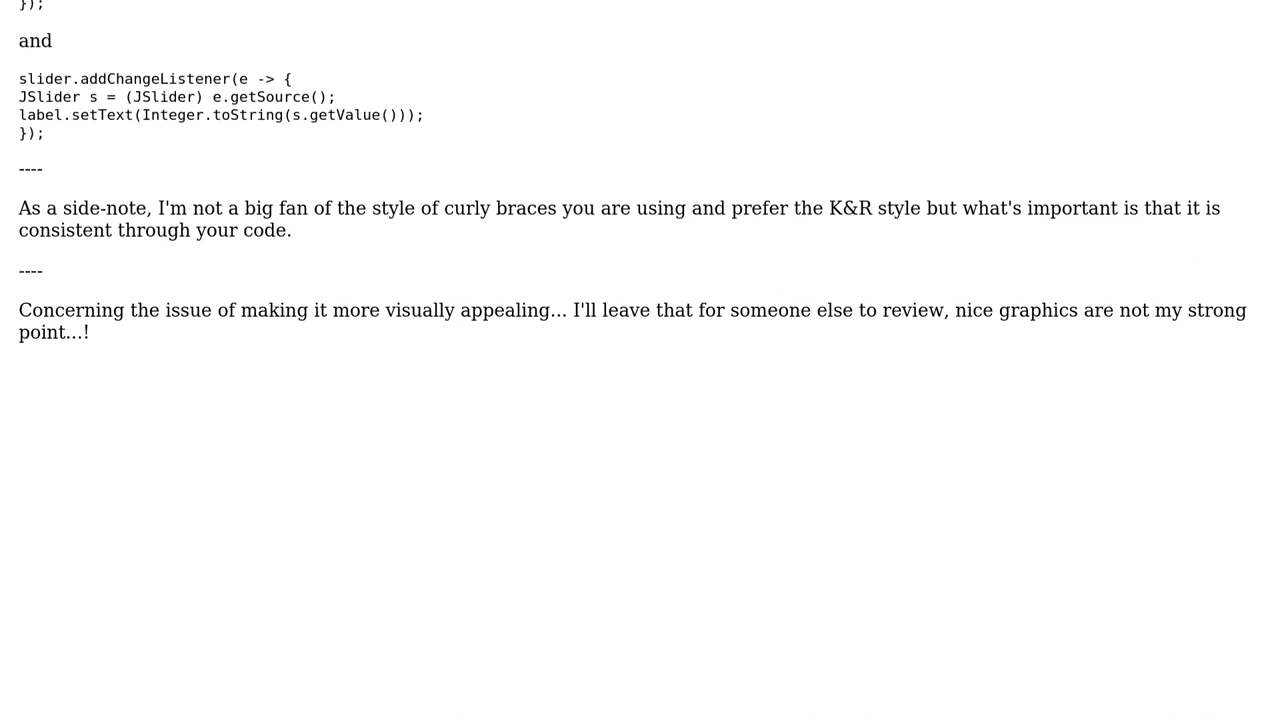 });
and
slider.addChangeListener(e -> {
JSlider s = (JSlider) e.getSource();
label.setText(Integer.toString(s.getValue()));
});
----
As a side-note, I'm not a big fan of the style of curly braces you are using and prefer the K&R style but what's important is that it is
consistent through your code.
----
Concerning the issue of making it more visually appealing... I'll leave that for someone else to review, nice graphics are not my strong
point...!